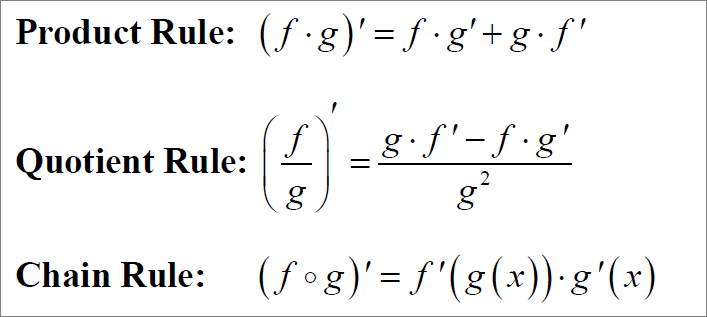 Product Rule: (f · g)′ = f · g′ + g · f ′
Quotient Rule: (f/g)′ = (g · f ′ − f · g′)/g²
Chain Rule: (f ∘ g)′ = f ′(g(x)) · g′(x)